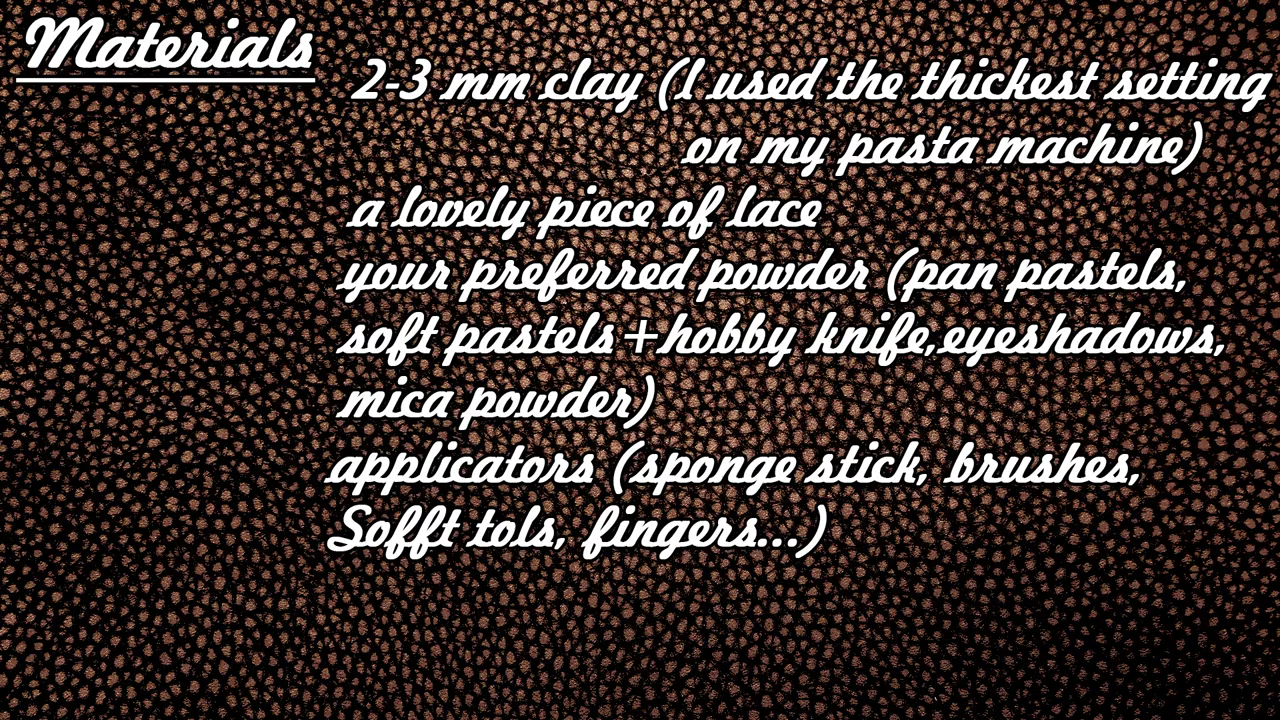 Materials
2-3 mm clay (I used the thickest setting
on my pasta machine)
a lovely piece of lace
your preferred powder (pan pastels,
soft pastels+hobby knife,eyeshadows,
mica powder)
applicators (sponge stick, brushes,
Sofft tols, fingers...)